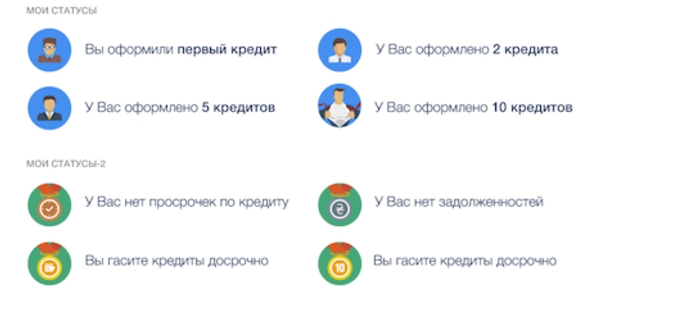 МОИ СТАТУСЫ
Вы оформили первый кредит
У Вас оформлено 2 кредита
У Вас оформлено 5 кредитов
У Вас оформлено 10 кредитов
МОИ СТАТУСЫ-2
У Вас нет просрочек по кредиту
У Вас нет задолженностей
Вы гасите кредиты досрочно
10
Вы гасите кредиты досрочно